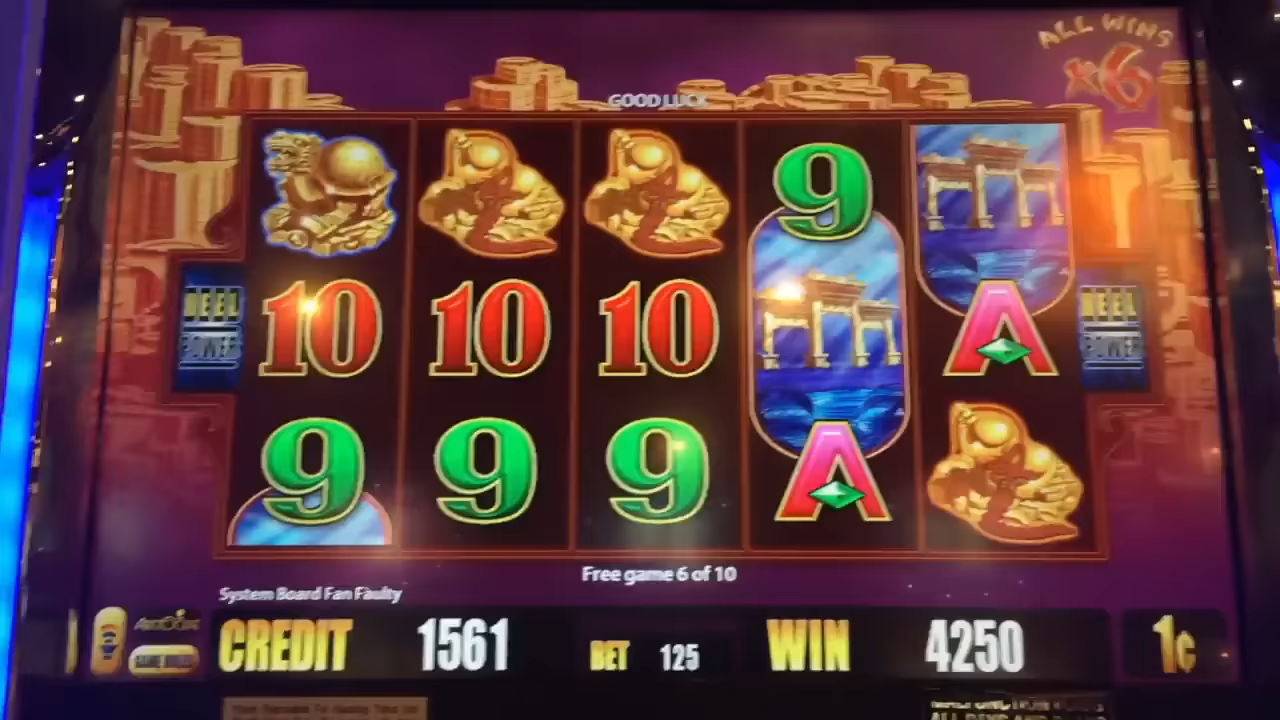 ALL WINS
x6
GOOD LUCK
9
REEL
POWER
10
10
10
A
REEL
POWER
9
9
9
A
Free game 6 of 10
System Board Fan Faulty
CREDIT 1561 BET 125 WIN 4250 1¢